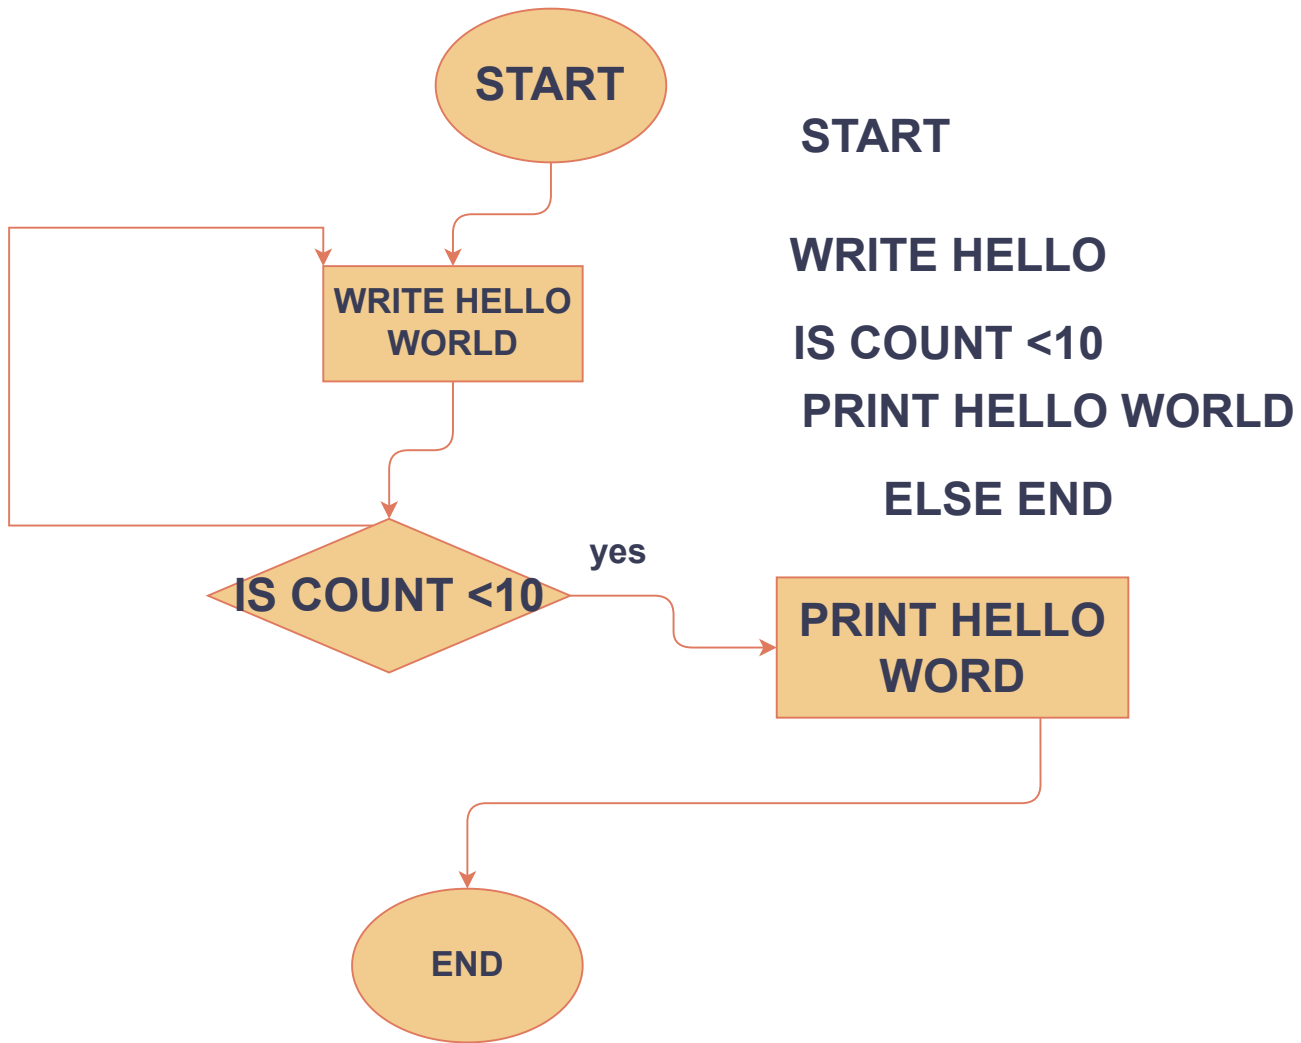 START
START
WRITE HELLO
WORLD
WRITE HELLO
IS COUNT <10
PRINT HELLO WORLD
ELSE END
yes
IS COUNT <10
PRINT HELLO
WORD
END